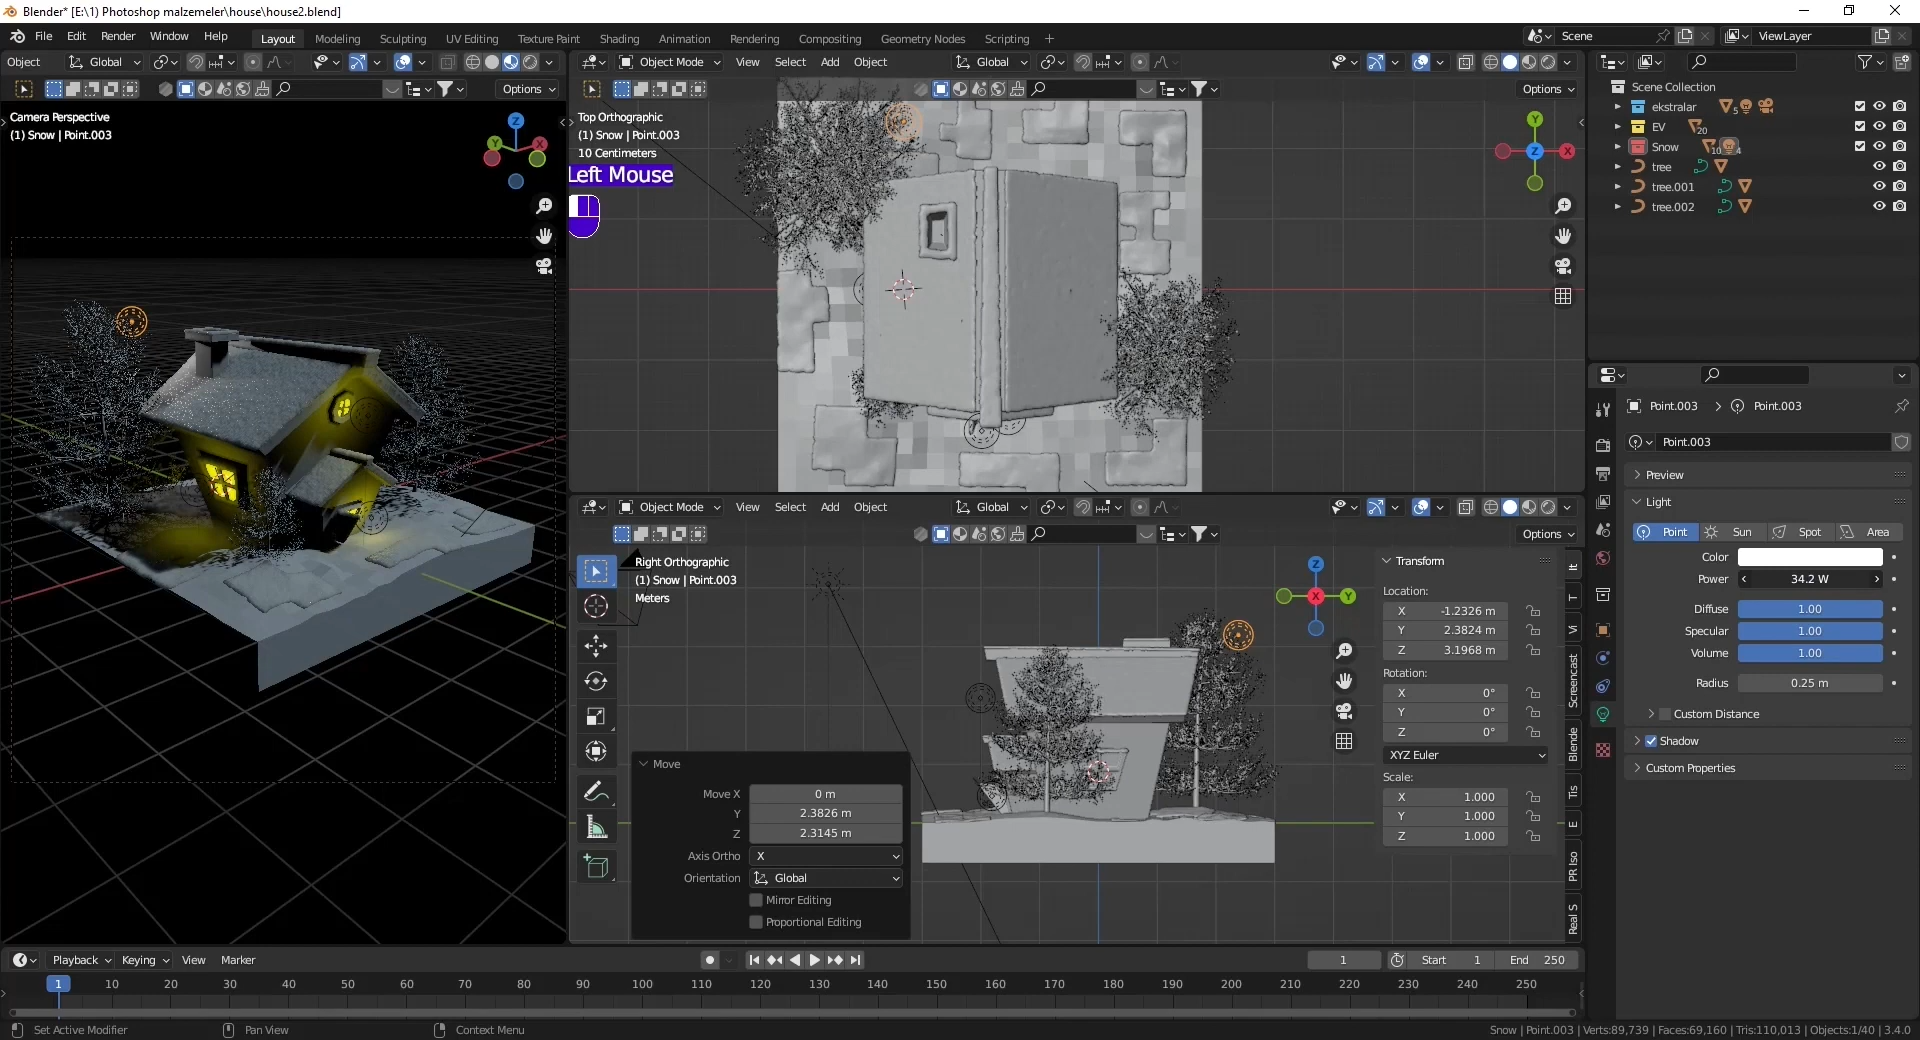 Blender* [E:\1) Photoshop malzemeler\house\house2.blend]
File Edit Render Window Help
Layout Modeling Sculpting UV Editing Texture Paint Shading Animation Rendering Compositing Geometry Nodes Scripting
Scene
ViewLayer
Object Global
Options
Camera Perspective
(1) Snow | Point.003
Z
Y
X
Object Mode View Select Add Object Global
Options
Top Orthographic
(1) Snow | Point.003
10 Centimeters
Left Mouse
Y
Z
X
Object Mode View Select Add Object Global
Options
Right Orthographic
(1) Snow | Point.003
Meters
Z
X
Y
Move
Move X 0 m
Y 2.3826 m
Z 2.3145 m
Axis Ortho X
Orientation Global
Mirror Editing
Proportional Editing
Transform
Location:
X -1.2326 m
Y 2.3824 m
Z 3.1968 m
Rotation:
X 0°
Y 0°
Z 0°
XYZ Euler
Scale:
X 1.000
Y 1.000
Z 1.000
It
T
Vi
Screencast
Blende
Tis
E
PR Iso
Real S
Scene Collection
ekstralar 5
EV 20
Snow 10 4
tree
tree.001
tree.002
Point.003 Point.003
Point.003
Preview
Light
Point Sun Spot Area
Color
Power 34.2 W
Diffuse 1.00
Specular 1.00
Volume 1.00
Radius 0.25 m
Custom Distance
Shadow
Custom Properties
Playback Keying View Marker
1 Start 1 End 250
1 10 20 30 40 50 60 70 80 90 100 110 120 130 140 150 160 170 180 190 200 210 220 230 240 250
Set Active Modifier Pan View Context Menu
Snow | Point.003 | Verts:89,739 | Faces:69,160 | Tris:110,013 | Objects:1/40 | 3.4.0